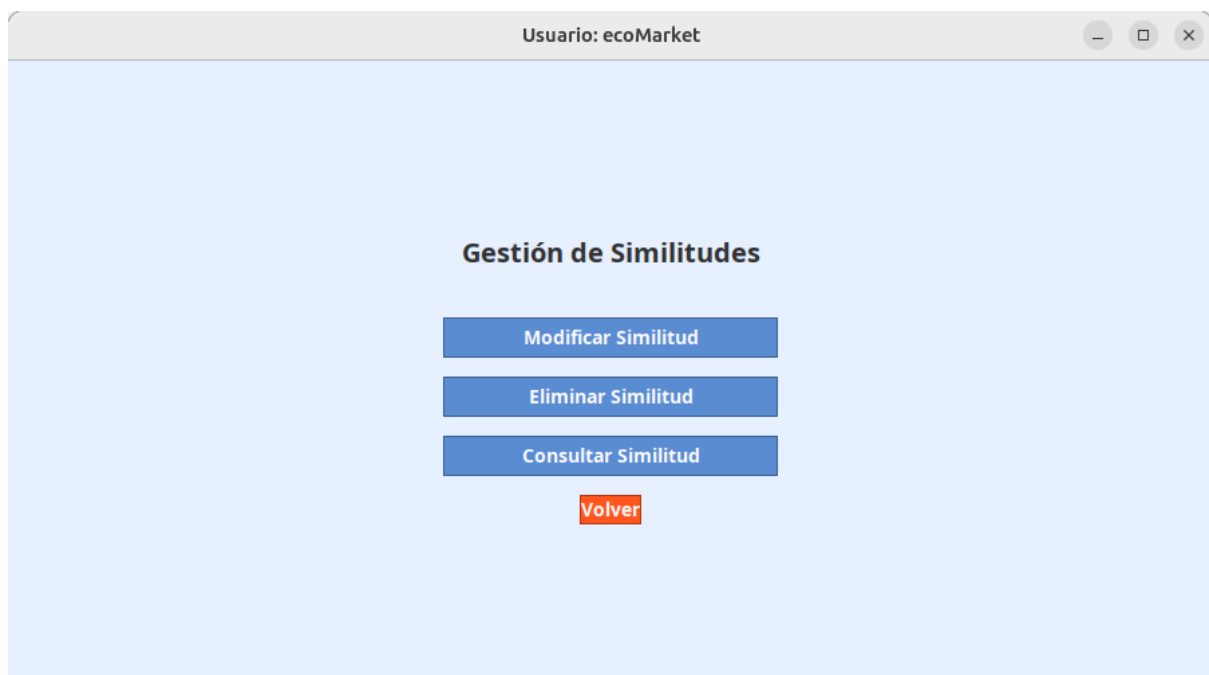 Usuario: ecoMarket
Gestión de Similitudes
Modificar Similitud
Eliminar Similitud
Consultar Similitud
Volver